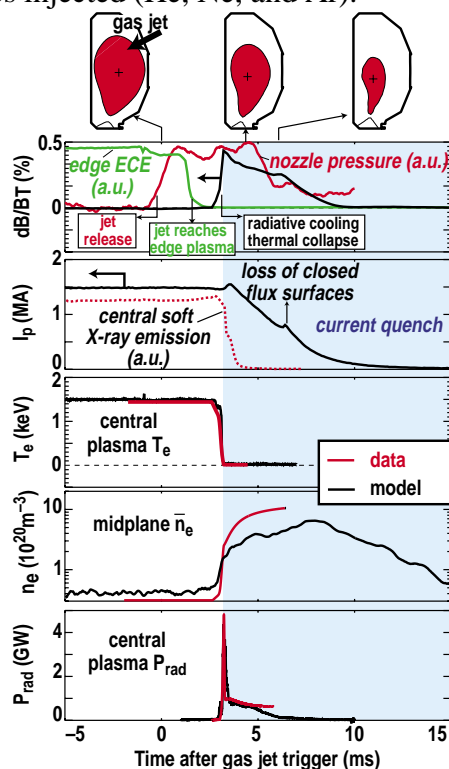 es injected (He, Ne, and Ar).
gas jet
0.5
edge ECE
(a.u.)
nozzle pressure (a.u.)
dB/BT (%)
0
jet
release
jet reaches
edge plasma
radiative cooling
thermal collapse
2
loss of closed
flux surfaces
central soft
X-ray emission
(a.u.)
current quench
Ip (MA)
1
0
2
central
plasma Te
Te (keV)
1
0
data
model
10
midplane n̄e
ne (10²⁰m⁻³)
1
central
plasma Prad
Prad (GW)
4
2
0
−5 0 5 10 15
Time after gas jet trigger (ms)